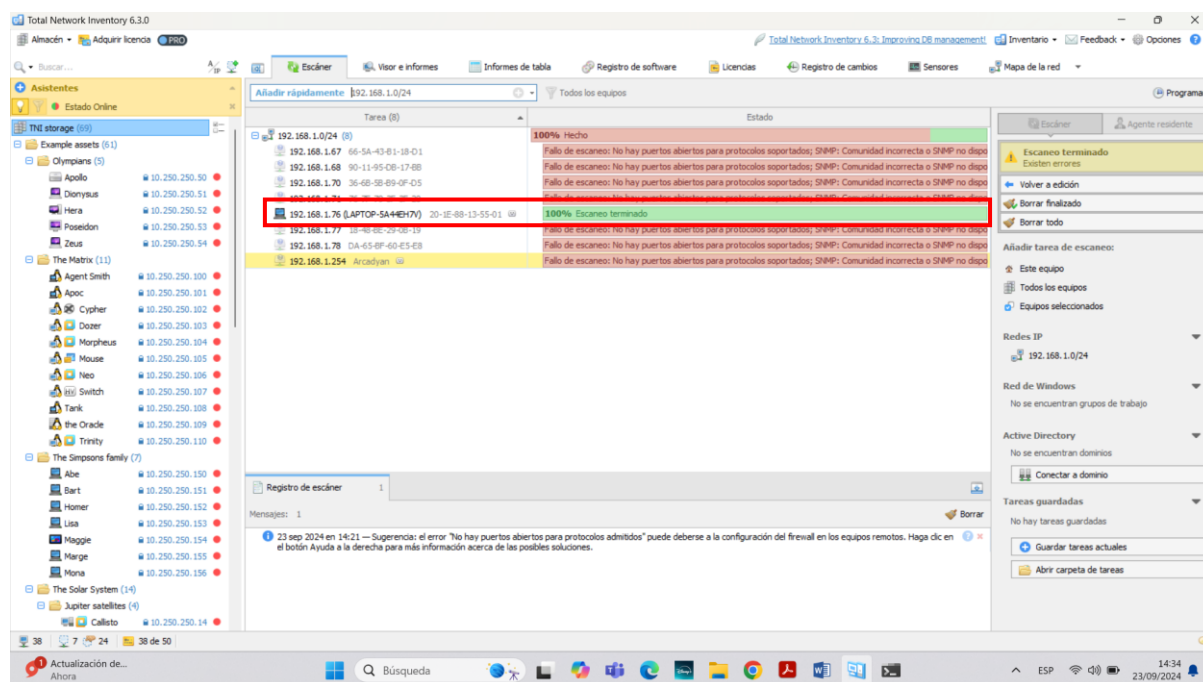 Total Network Inventory 6.3.0
Almacén
Adquirir licencia
PRO
Total Network Inventory 6.3: Improving DB management!
Inventario
Feedback
Opciones
Buscar...
Escáner
Visor e informes
Informes de tabla
Registro de software
Licencias
Registro de cambios
Sensores
Mapa de la red
Asistentes
Estado Online
TNI storage (69)
Example assets (61)
Olympians (5)
Apollo 10.250.250.50
Dionysus 10.250.250.51
Hera 10.250.250.52
Poseidon 10.250.250.53
Zeus 10.250.250.54
The Matrix (11)
Agent Smith 10.250.250.100
Apoc 10.250.250.101
Cypher 10.250.250.102
Dozer 10.250.250.103
Morpheus 10.250.250.104
Mouse 10.250.250.105
Neo 10.250.250.106
Switch 10.250.250.107
Tank 10.250.250.108
the Oracle 10.250.250.109
Trinity 10.250.250.110
The Simpsons family (7)
Abe 10.250.250.150
Bart 10.250.250.151
Homer 10.250.250.152
Lisa 10.250.250.153
Maggie 10.250.250.154
Marge 10.250.250.155
Mona 10.250.250.156
The Solar System (14)
Jupiter satellites (4)
Callisto 10.250.250.14
38 7 24 38 de 50
Añadir rápidamente 192.168.1.0/24
Todos los equipos
Programa
Tarea (8) Estado
192.168.1.0/24 (8) 100% Hecho
192.168.1.67 66-5A-43-B1-18-D1 Fallo de escaneo: No hay puertos abiertos para protocolos soportados; SNMP: Comunidad incorrecta o SNMP no dispo
192.168.1.68 90-11-95-DB-17-BB Fallo de escaneo: No hay puertos abiertos para protocolos soportados; SNMP: Comunidad incorrecta o SNMP no dispo
192.168.1.70 36-6B-5B-B9-0F-D5 Fallo de escaneo: No hay puertos abiertos para protocolos soportados; SNMP: Comunidad incorrecta o SNMP no dispo
192.168.1.76 (LAPTOP-5A44EH7V) 20-1E-88-13-55-01 100% Escaneo terminado
192.168.1.77 18-48-BE-29-0B-19 Fallo de escaneo: No hay puertos abiertos para protocolos soportados; SNMP: Comunidad incorrecta o SNMP no dispo
192.168.1.78 DA-65-BF-60-E5-E8 Fallo de escaneo: No hay puertos abiertos para protocolos soportados; SNMP: Comunidad incorrecta o SNMP no dispo
192.168.1.254 Arcadyan Fallo de escaneo: No hay puertos abiertos para protocolos soportados; SNMP: Comunidad incorrecta o SNMP no dispo
Registro de escáner 1
Mensajes: 1
Borrar
23 sep 2024 en 14:21 — Sugerencia: el error "No hay puertos abiertos para protocolos admitidos" puede deberse a la configuración del firewall en los equipos remotos. Haga clic en
el botón Ayuda a la derecha para más información acerca de las posibles soluciones.
Escáner
Agente residente
Escaneo terminado
Existen errores
Volver a edición
Borrar finalizado
Borrar todo
Añadir tarea de escaneo:
Este equipo
Todos los equipos
Equipos seleccionados
Redes IP
192.168.1.0/24
Red de Windows
No se encuentran grupos de trabajo
Active Directory
No se encuentran dominios
Conectar a dominio
Tareas guardadas
No hay tareas guardadas
Guardar tareas actuales
Abrir carpeta de tareas
Actualización de...
Ahora
Búsqueda
ESP
14:34
23/09/2024